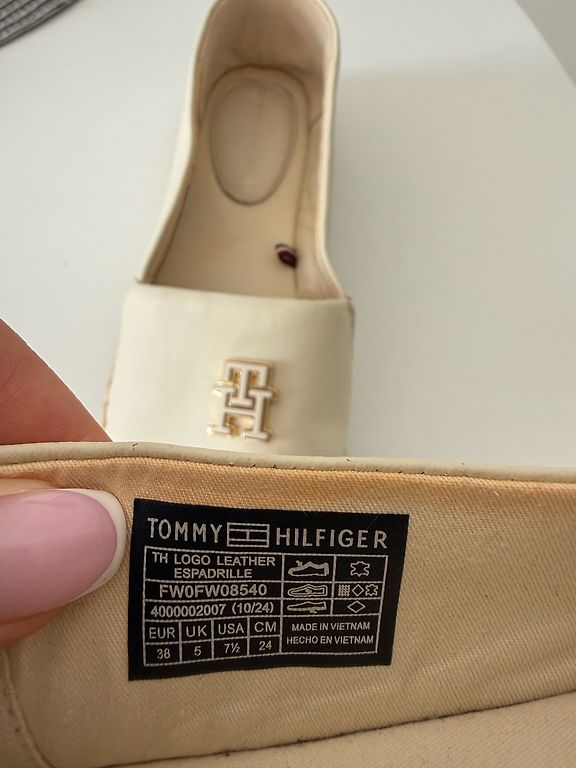 TH
TOMMY HILFIGER
TH LOGO LEATHER
ESPADRILLE
FW0FW08540
4000002007 (10/24)
EUR UK USA CM
38 5 7½ 24
MADE IN VIETNAM
HECHO EN VIETNAM